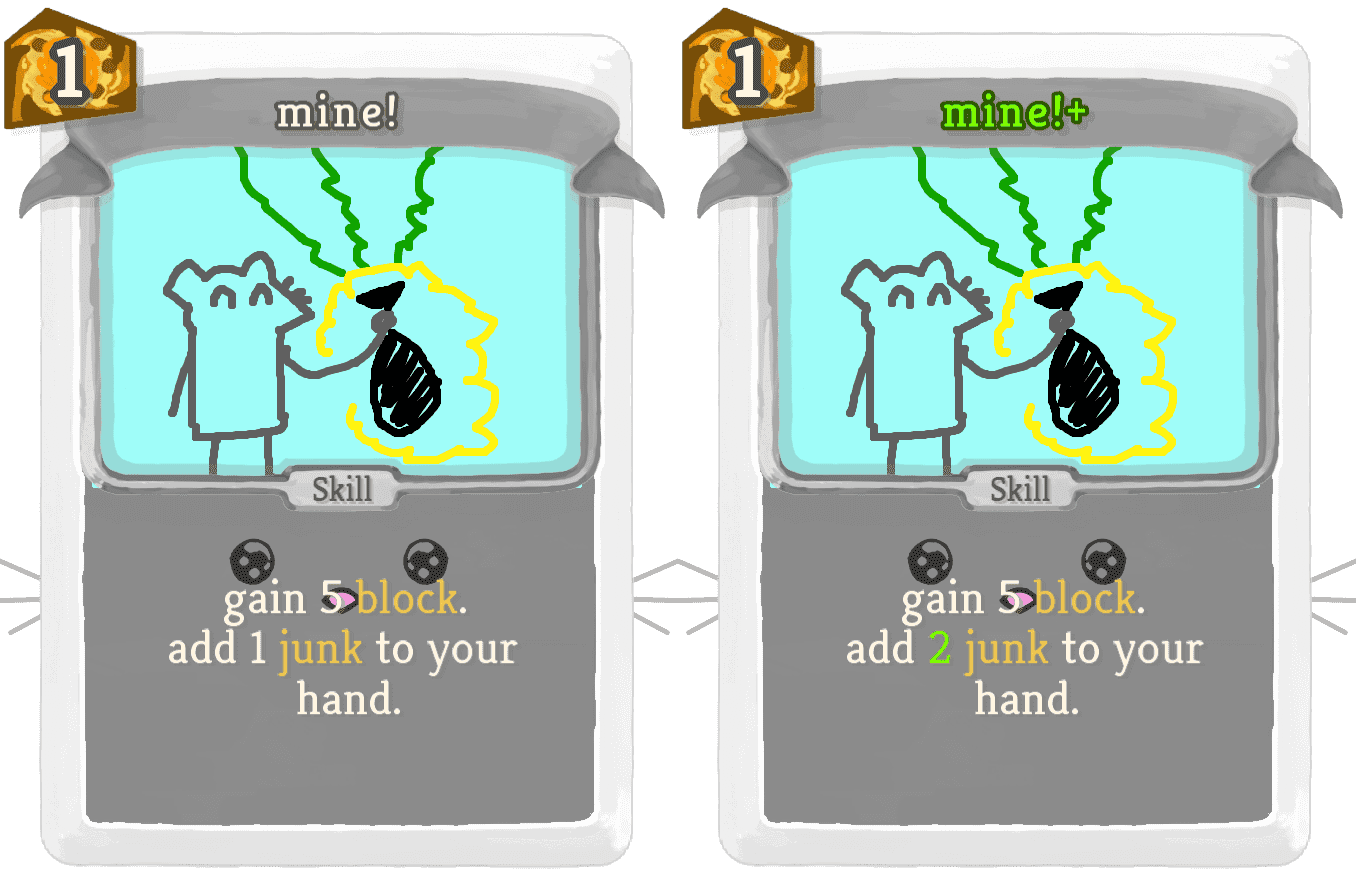 1
mine!
Skill
gain 5 block.
add 1 junk to your
hand.
1
mine!+
Skill
gain 5 block.
add 2 junk to your
hand.